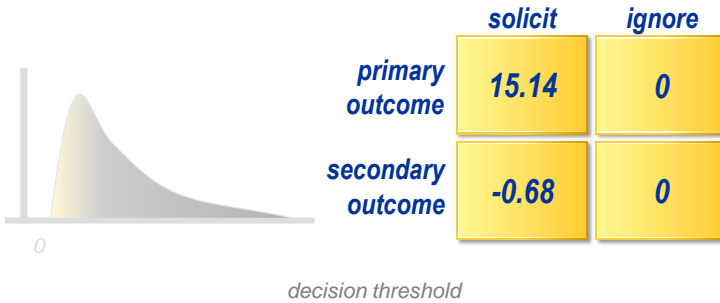 solicit ignore
primary
outcome
15.14 0
secondary
outcome
-0.68 0
0
decision threshold